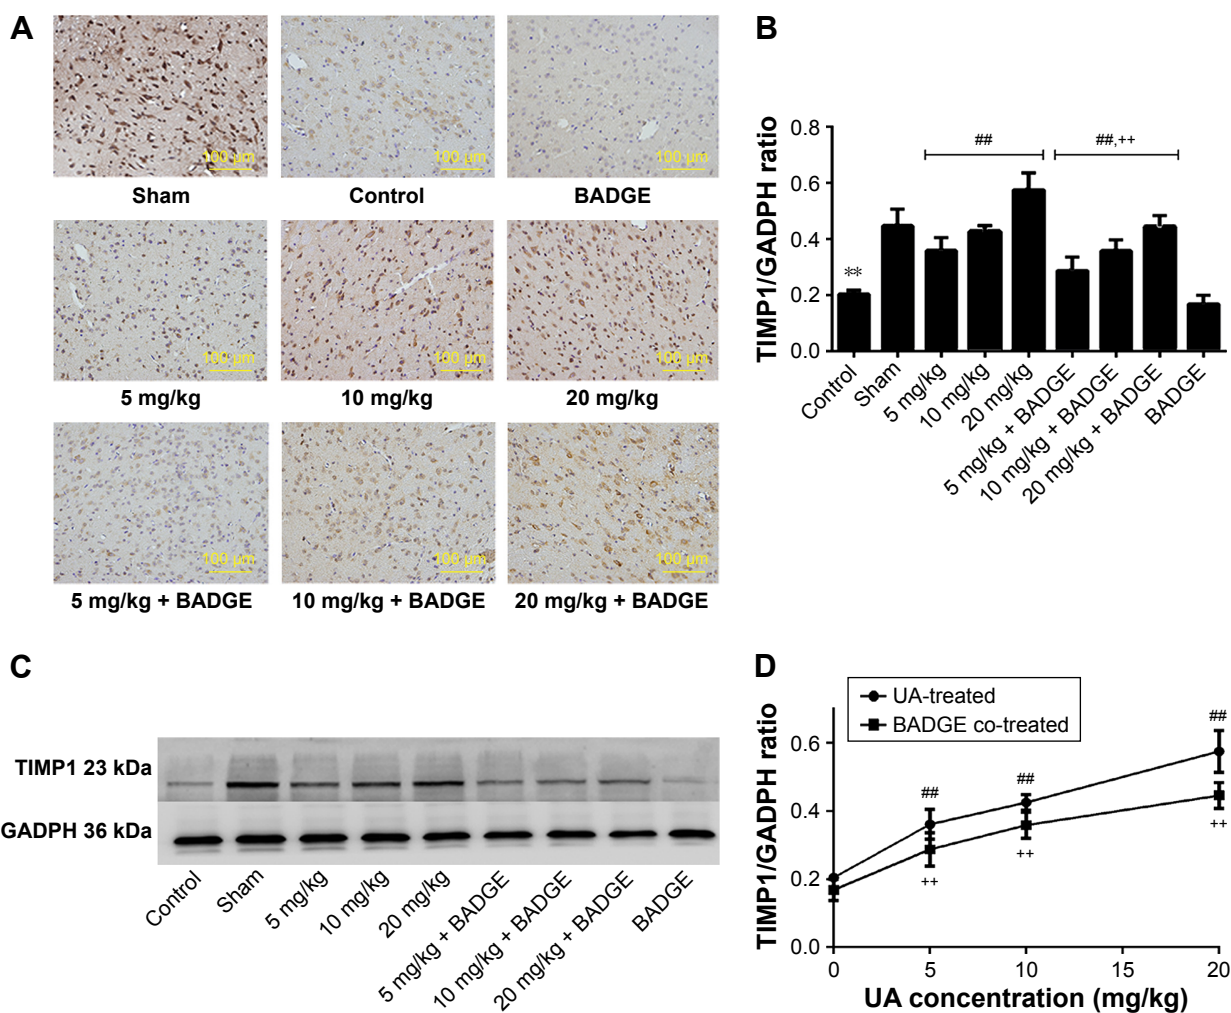 A
100 μm
100 μm
100 μm
Sham
Control
BADGE
100 μm
100 μm
100 μm
5 mg/kg
10 mg/kg
20 mg/kg
100 μm
100 μm
100 μm
5 mg/kg + BADGE
10 mg/kg + BADGE
20 mg/kg + BADGE
B
TIMP1/GADPH ratio
0.8
0.6
0.4
0.2
0.0
**
##
##,++
Control
Sham
5 mg/kg
10 mg/kg
20 mg/kg
5 mg/kg + BADGE
10 mg/kg + BADGE
20 mg/kg + BADGE
BADGE
C
TIMP1 23 kDa
GADPH 36 kDa
Control
Sham
5 mg/kg
10 mg/kg
20 mg/kg
5 mg/kg + BADGE
10 mg/kg + BADGE
20 mg/kg + BADGE
BADGE
D
UA-treated
BADGE co-treated
TIMP1/GADPH ratio
0.6
0.4
0.2
0.0
##
##
##
++
++
++
0
5
10
15
20
UA concentration (mg/kg)